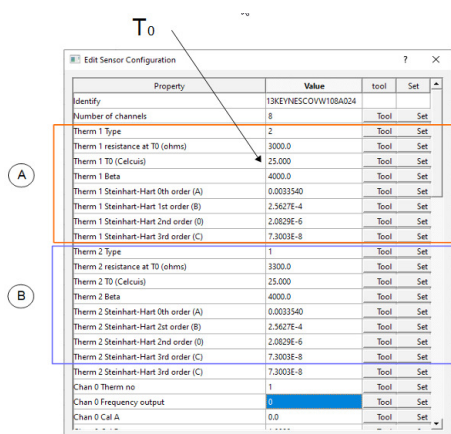 T0
Edit Sensor Configuration ? ×
Property Value tool Set
Identify 13KEYNESCOVW108A024
Number of channels 8 Tool Set
Therm 1 Type 2 Tool Set
Therm 1 resistance at T0 (ohms) 3000.0 Tool Set
Therm 1 T0 (Celcuis) 25.000 Tool Set
Therm 1 Beta 4000.0 Tool Set
Therm 1 Steinhart-Hart 0th order (A) 0.0033540 Tool Set
A
Therm 1 Steinhart-Hart 1st order (B) 2.5627E-4 Tool Set
Therm 1 Steinhart-Hart 2nd order (0) 2.0829E-6 Tool Set
Therm 1 Steinhart-Hart 3rd order (C) 7.3003E-8 Tool Set
Therm 2 Type 1 Tool Set
Therm 2 resistance at T0 (ohms) 3300.0 Tool Set
Therm 2 T0 (Celcuis) 25.000 Tool Set
B
Therm 2 Beta 4000.0 Tool Set
Therm 2 Steinhart-Hart 0th order (A) 0.0033540 Tool Set
Therm 2 Steinhart-Hart 2st order (B) 2.5627E-4 Tool Set
Therm 2 Steinhart-Hart 2nd order (0) 2.0829E-6 Tool Set
Therm 2 Steinhart-Hart 3rd order (C) 7.3003E-8 Tool Set
Therm 2 Steinhart-Hart 3rd order (C) 7.3003E-8 Tool Set
Chan 0 Therm no 1 Tool Set
Chan 0 Frequency output 0 Tool Set
Chan 0 Cal A 0.0 Tool Set